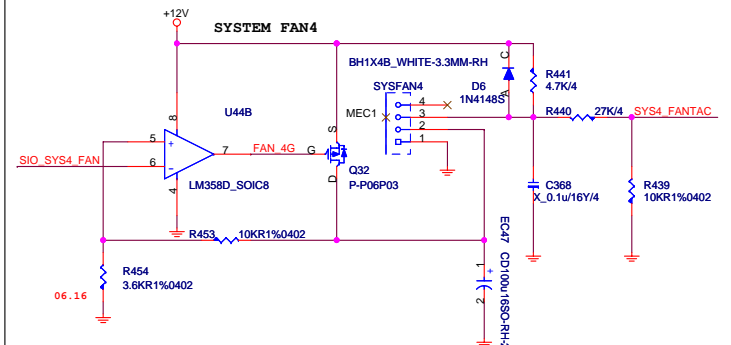 +12V
SYSTEM FAN4
BH1X4B_WHITE-3.3MM-RH
SYSFAN4
MEC1
4
3
2
1
C
D6
1N4148S
A
R441
4.7K/4
R440
27K/4
SYS4_FANTAC
U44B
8
5
+
6
-
7
4
SIO_SYS4_FAN
FAN_4G
LM358D_SOIC8
S
G
D
Q32
P-P06P03
C368
X_0.1u/16Y/4
R439
10KR1%0402
R453
10KR1%0402
R454
3.6KR1%0402
06.16
EC47
CD100u16SO-RH-
1
+
2